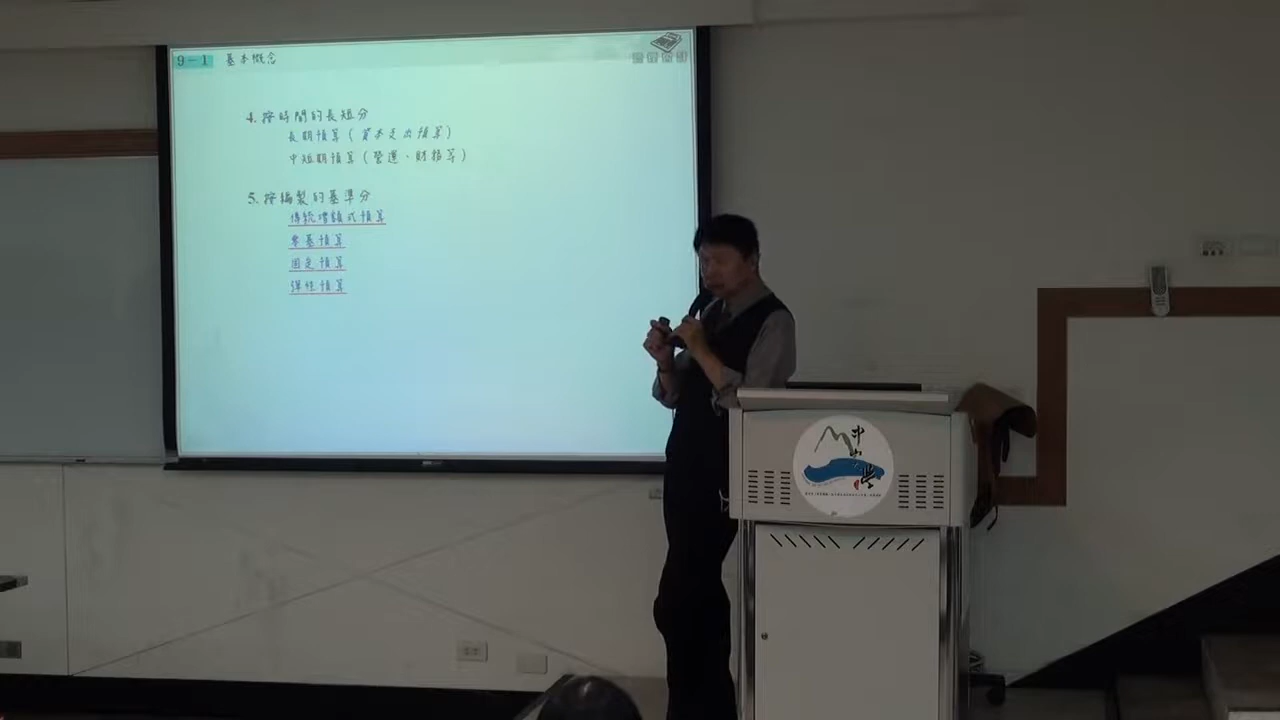 9-1 基本概念
4. 按時間的長短分
長期預算(資本支出預算)
中短期預算(營運、財務等)
5. 按編製的基準分
傳統增額式預算
零基預算
固定預算
彈性預算